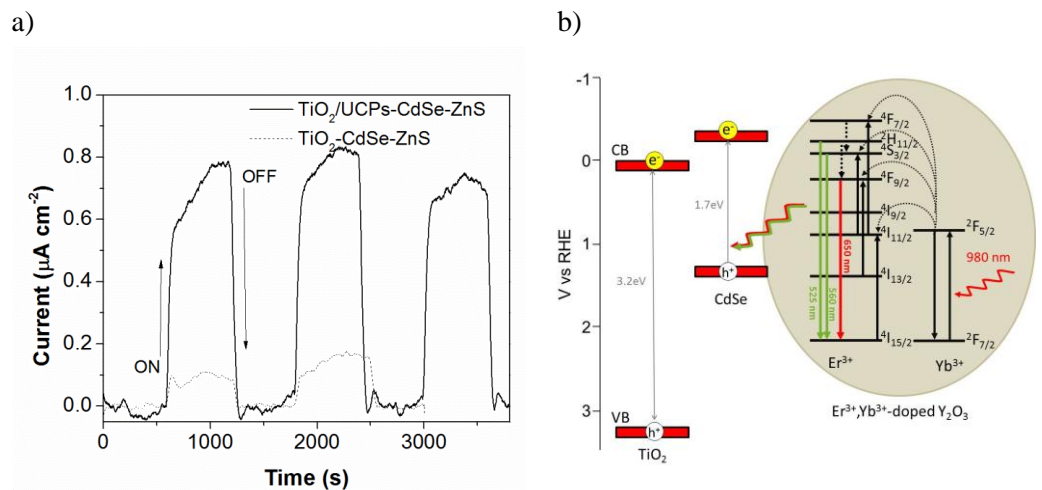 a)
1.0
0.8
0.6
0.4
0.2
0.0
Current (µA cm⁻²)
TiO₂/UCPs-CdSe-ZnS
TiO₂-CdSe-ZnS
ON
OFF
0
1000
2000
3000
Time (s)
b)
-1
0
1
2
3
V vs RHE
CB
e⁻
3.2eV
VB
h⁺
TiO₂
e⁻
1.7eV
h⁺
CdSe
⁴F₇/₂
²H₁₁/₂
⁴S₃/₂
⁴F₉/₂
⁴I₉/₂
⁴I₁₁/₂
⁴I₁₃/₂
⁴I₁₅/₂
525 nm
560 nm
650 nm
Er³⁺
²F₅/₂
980 nm
²F₇/₂
Yb³⁺
Er³⁺,Yb³⁺-doped Y₂O₃